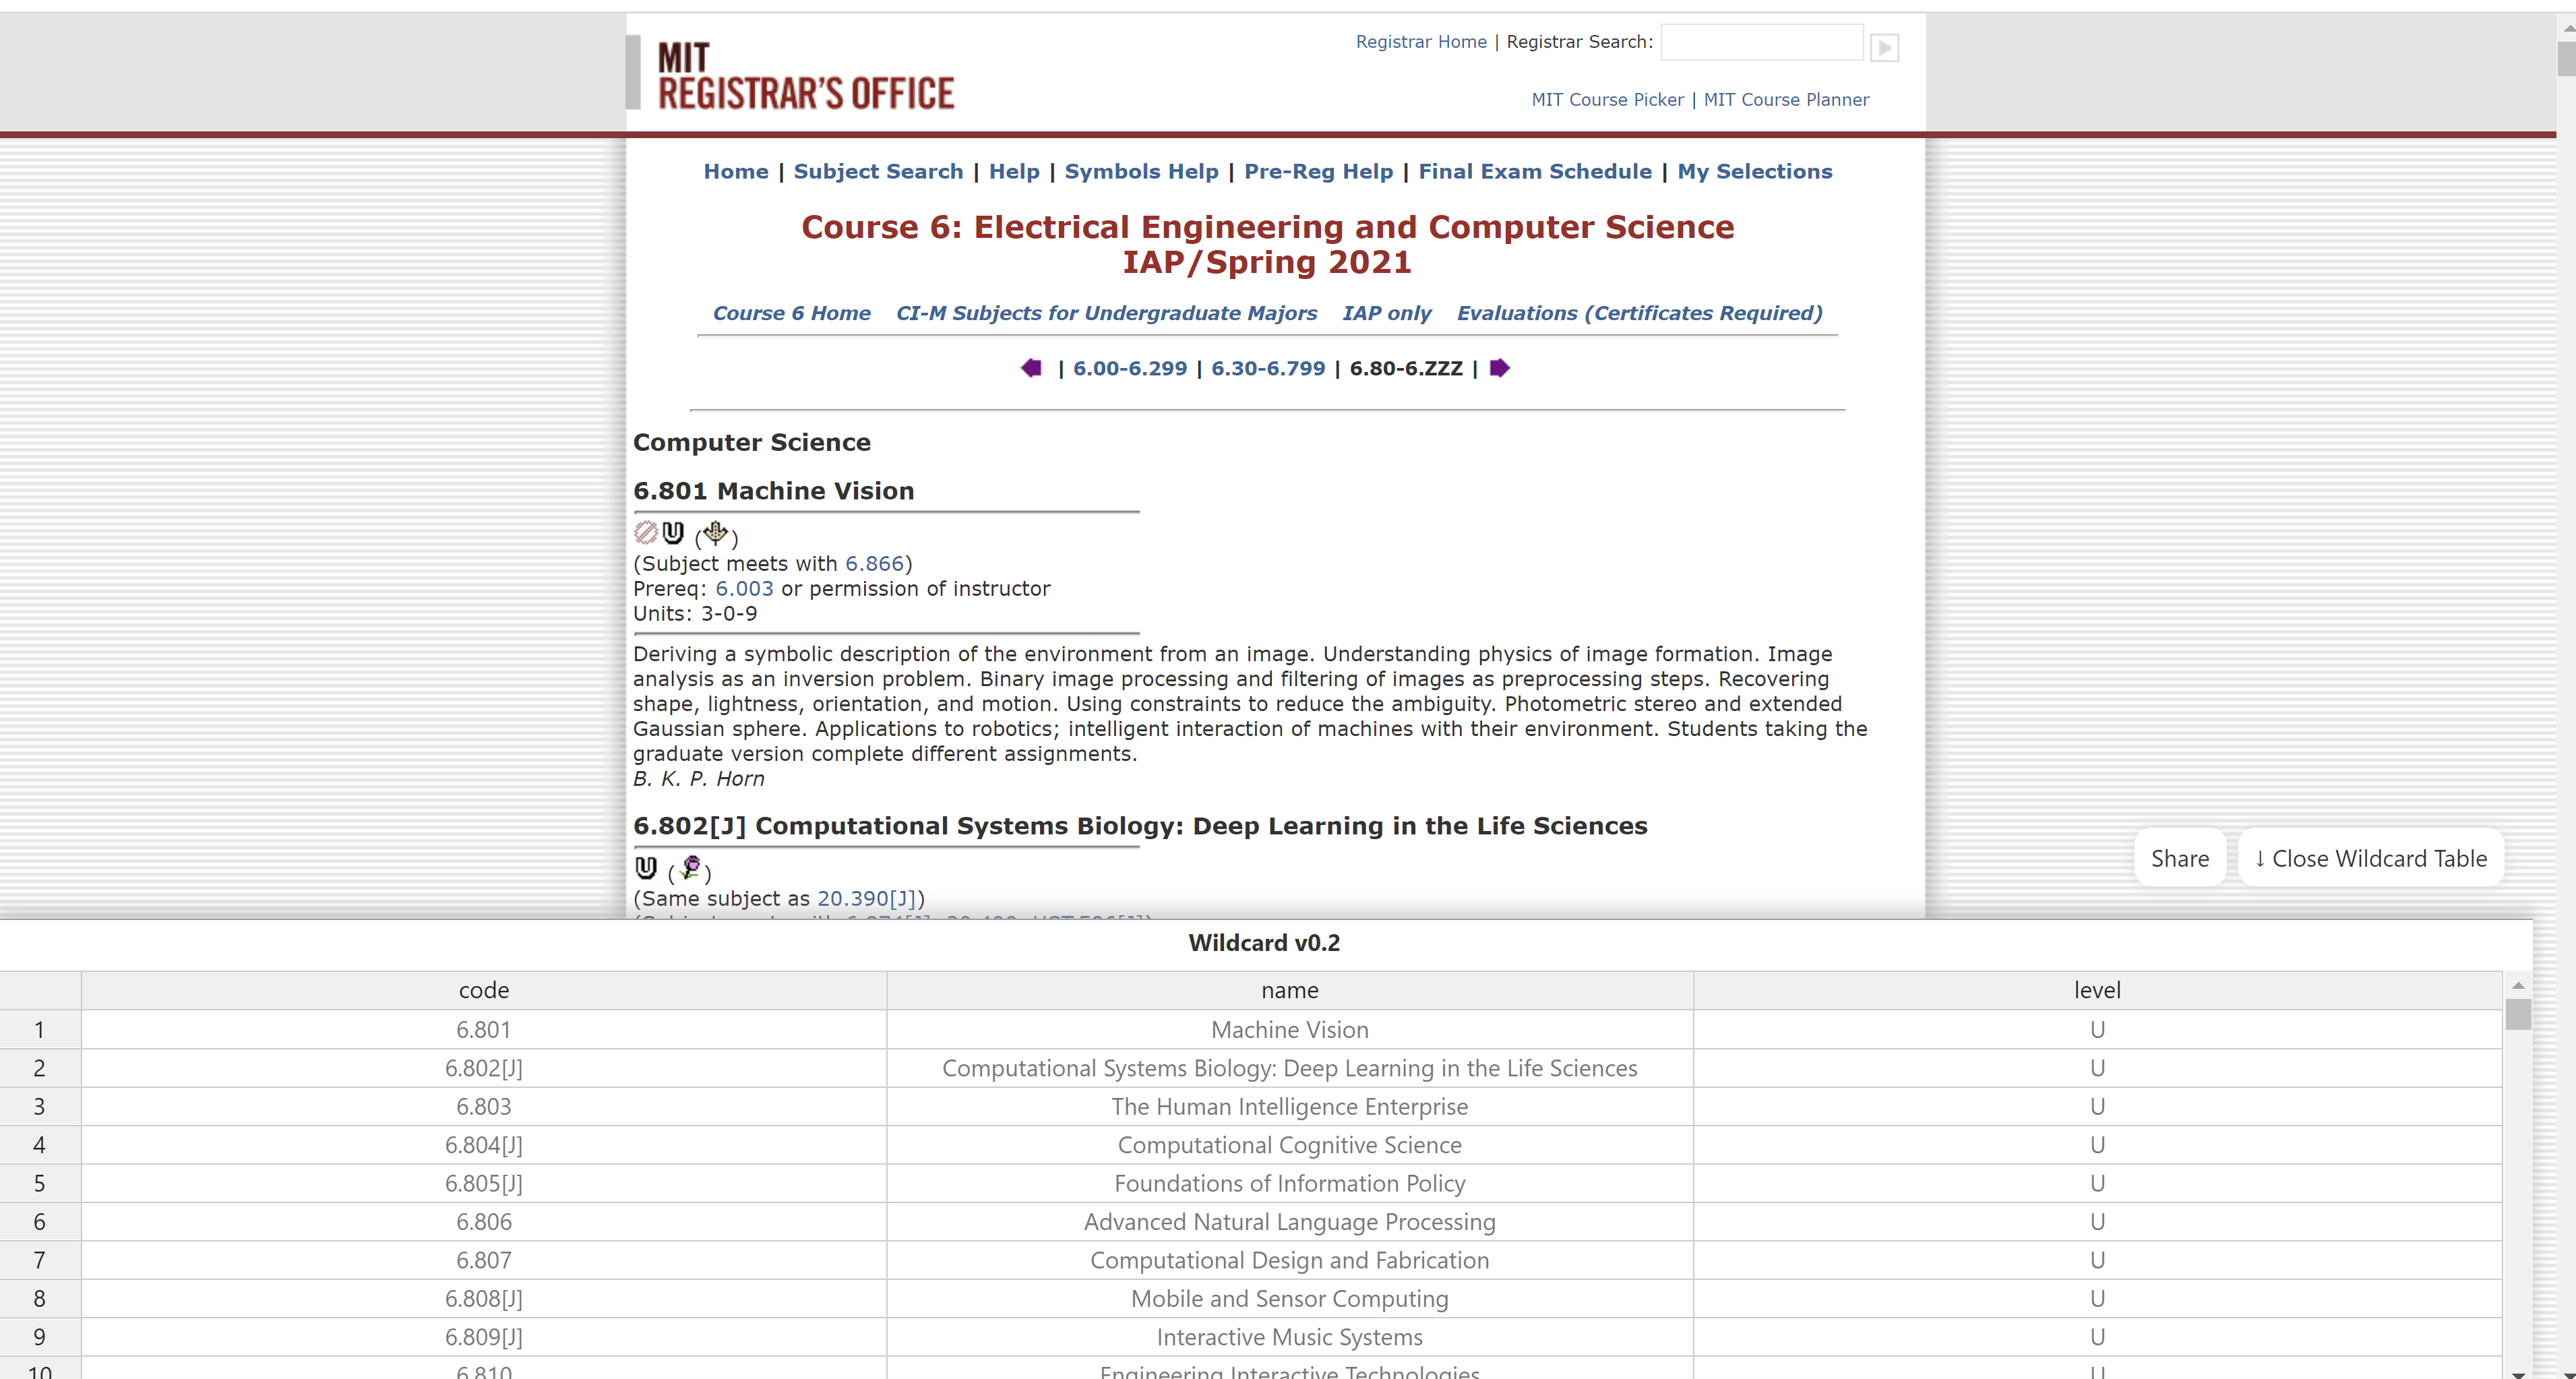 MIT
REGISTRAR'S OFFICE
Registrar Home | Registrar Search:
MIT Course Picker | MIT Course Planner
Home | Subject Search | Help | Symbols Help | Pre-Reg Help | Final Exam Schedule | My Selections
Course 6: Electrical Engineering and Computer Science
IAP/Spring 2021
Course 6 Home CI-M Subjects for Undergraduate Majors IAP only Evaluations (Certificates Required)
| 6.00-6.299 | 6.30-6.799 | 6.80-6.ZZZ |
Computer Science
6.801 Machine Vision
U ( )
(Subject meets with 6.866)
Prereq: 6.003 or permission of instructor
Units: 3-0-9
Deriving a symbolic description of the environment from an image. Understanding physics of image formation. Image
analysis as an inversion problem. Binary image processing and filtering of images as preprocessing steps. Recovering
shape, lightness, orientation, and motion. Using constraints to reduce the ambiguity. Photometric stereo and extended
Gaussian sphere. Applications to robotics; intelligent interaction of machines with their environment. Students taking the
graduate version complete different assignments.
B. K. P. Horn
6.802[J] Computational Systems Biology: Deep Learning in the Life Sciences
U ( )
(Same subject as 20.390[J])
Share ↓ Close Wildcard Table
Wildcard v0.2
code name level
1 6.801 Machine Vision U
2 6.802[J] Computational Systems Biology: Deep Learning in the Life Sciences U
3 6.803 The Human Intelligence Enterprise U
4 6.804[J] Computational Cognitive Science U
5 6.805[J] Foundations of Information Policy U
6 6.806 Advanced Natural Language Processing U
7 6.807 Computational Design and Fabrication U
8 6.808[J] Mobile and Sensor Computing U
9 6.809[J] Interactive Music Systems U
10 6.810 Engineering Interactive Technologies U